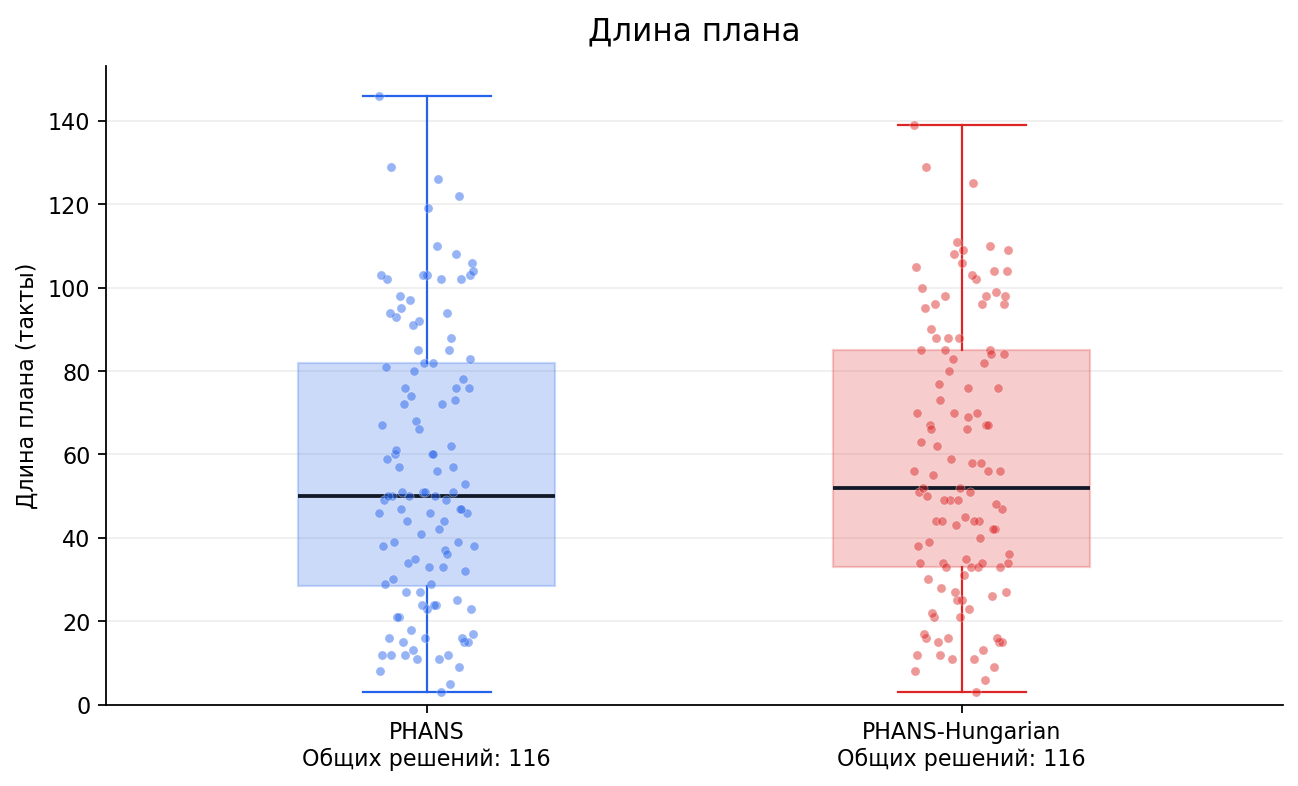 Длина плана
Длина плана (такты)
140
120
100
80
60
40
20
0
PHANS
Общих решений: 116
PHANS-Hungarian
Общих решений: 116